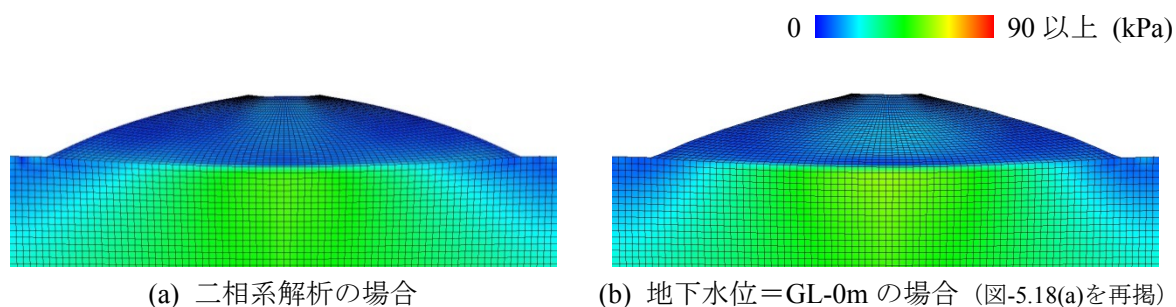 0 90 以上 (kPa)
(a) 二相系解析の場合
(b) 地下水位＝GL-0m の場合（図-5.18(a)を再掲）